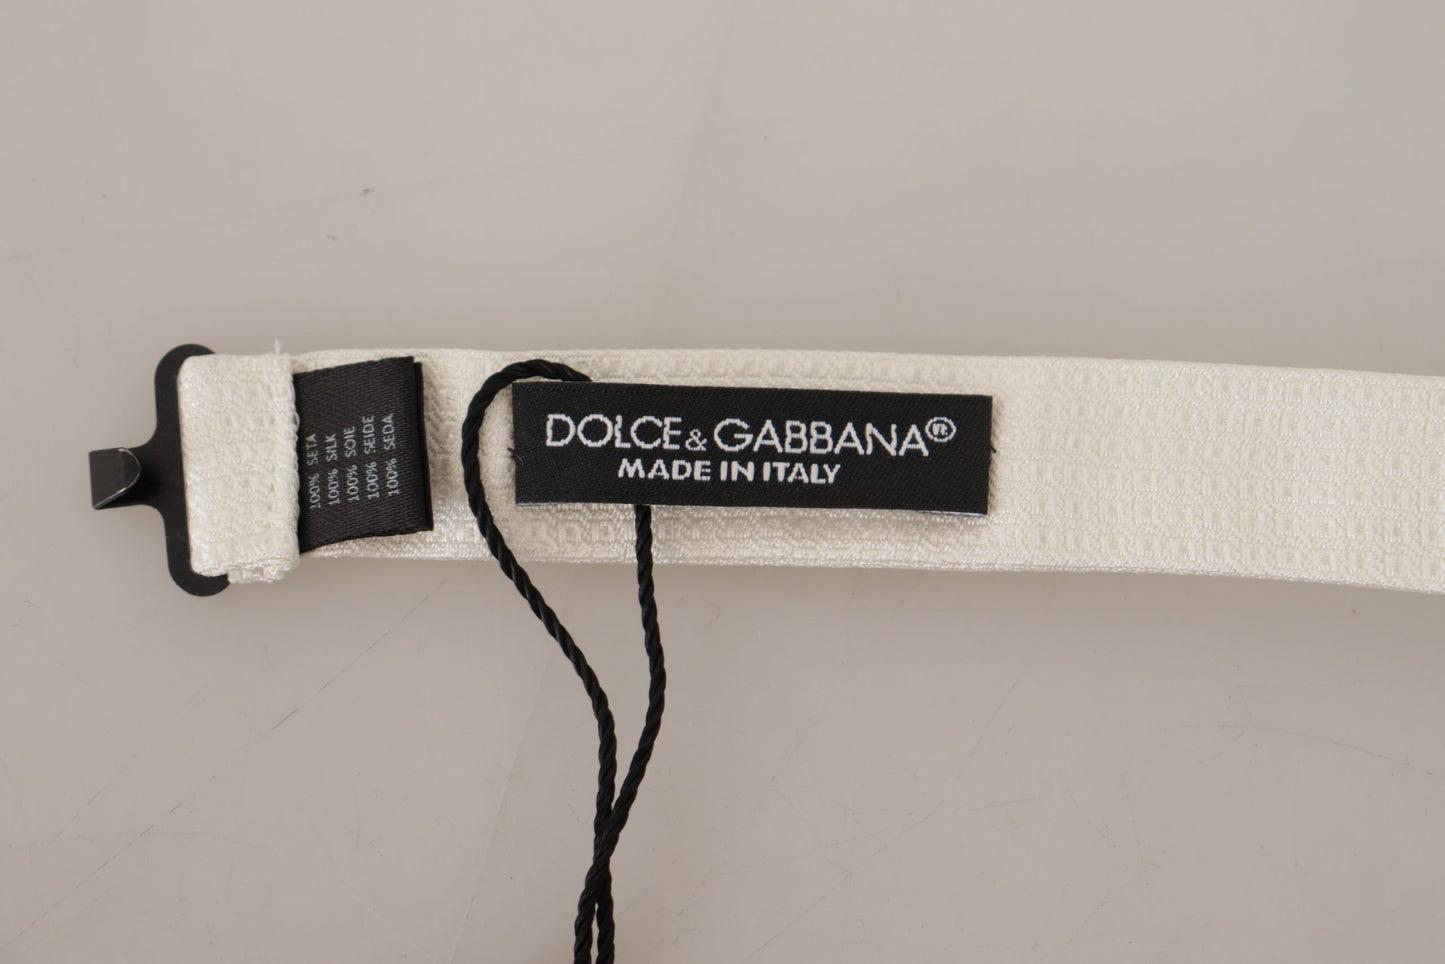 100% SETA
100% SILK
100% SOIE
100% SEIDE
100% SEDA
DOLCE & GABBANA®
MADE IN ITALY